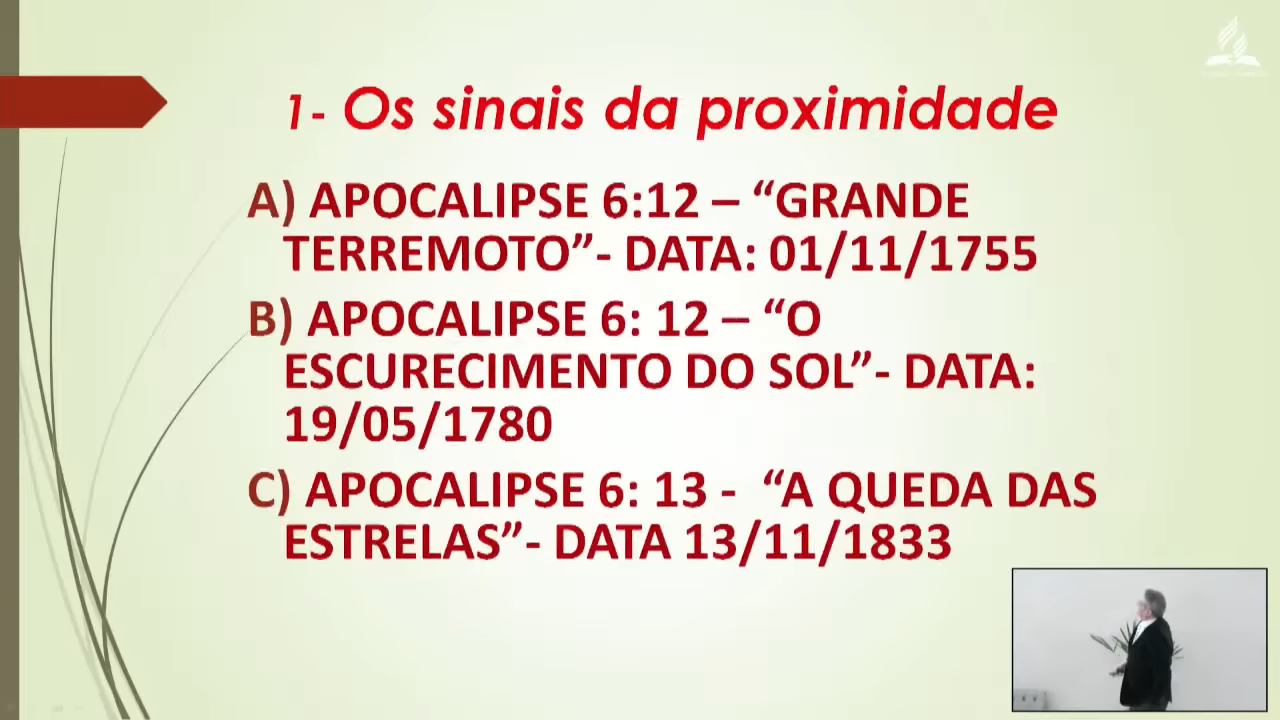 1- Os sinais da proximidade
A) APOCALIPSE 6:12 – “GRANDE
TERREMOTO”- DATA: 01/11/1755
B) APOCALIPSE 6: 12 – “O
ESCURECIMENTO DO SOL”- DATA:
19/05/1780
C) APOCALIPSE 6: 13 -  “A QUEDA DAS
ESTRELAS”- DATA 13/11/1833